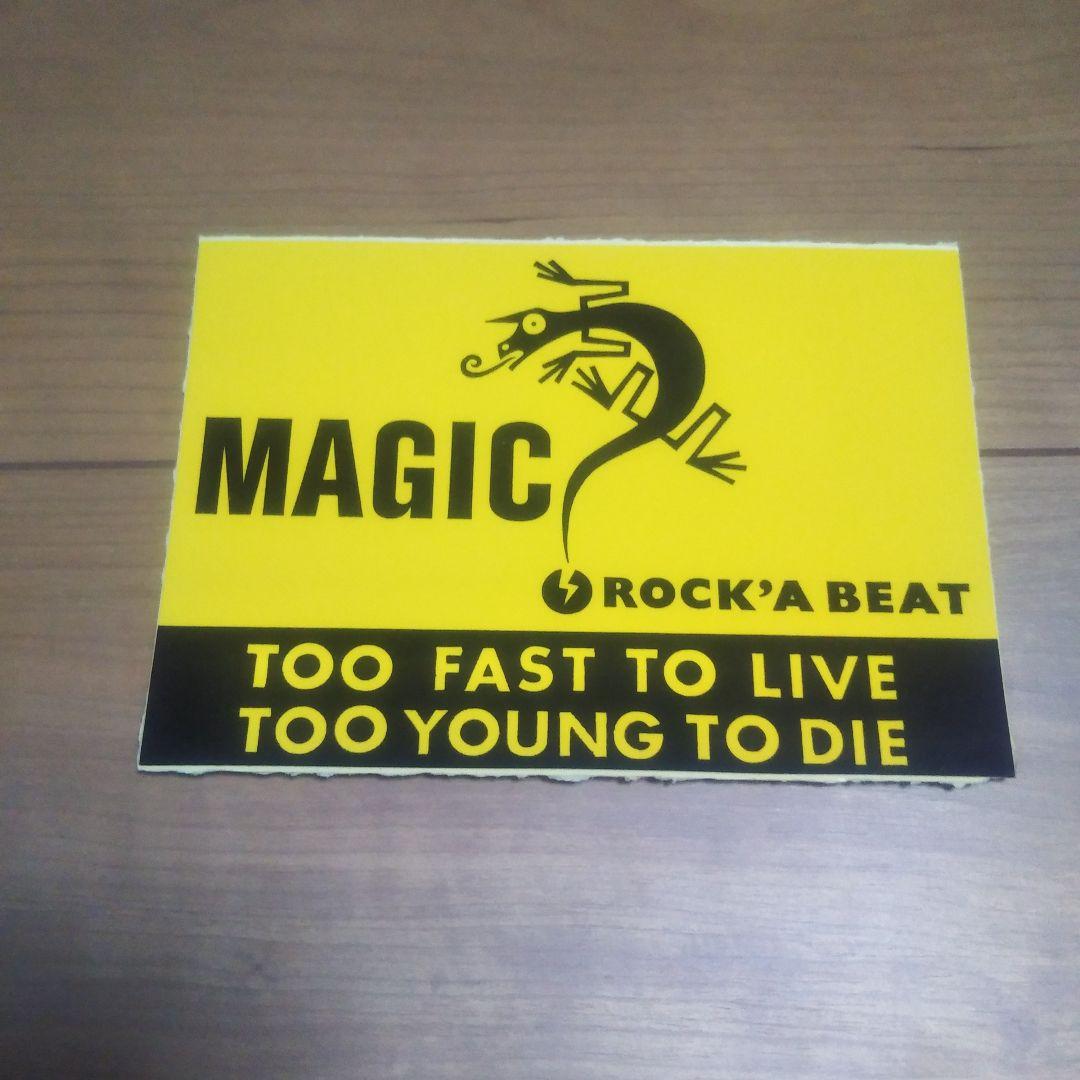 MAGIC
ROCK'A BEAT
TOO FAST TO LIVE
TOO YOUNG TO DIE